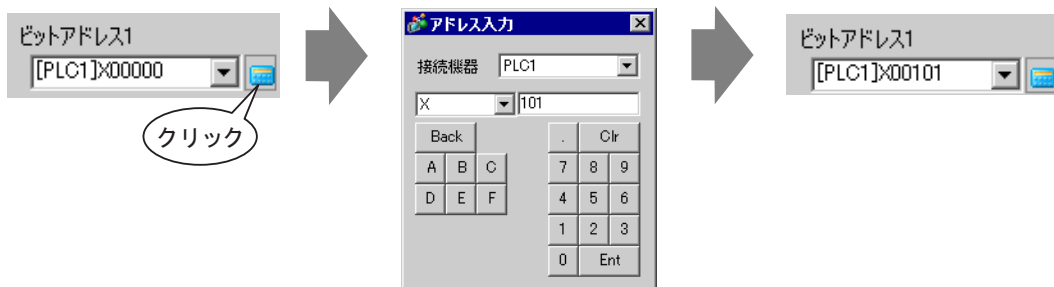 ビットアドレス1
[PLC1]X00000
クリック
アドレス入力
接続機器 PLC1
X 101
Back . Clr
A B C 7 8 9
D E F 4 5 6
1 2 3
0 Ent
ビットアドレス1
[PLC1]X00101